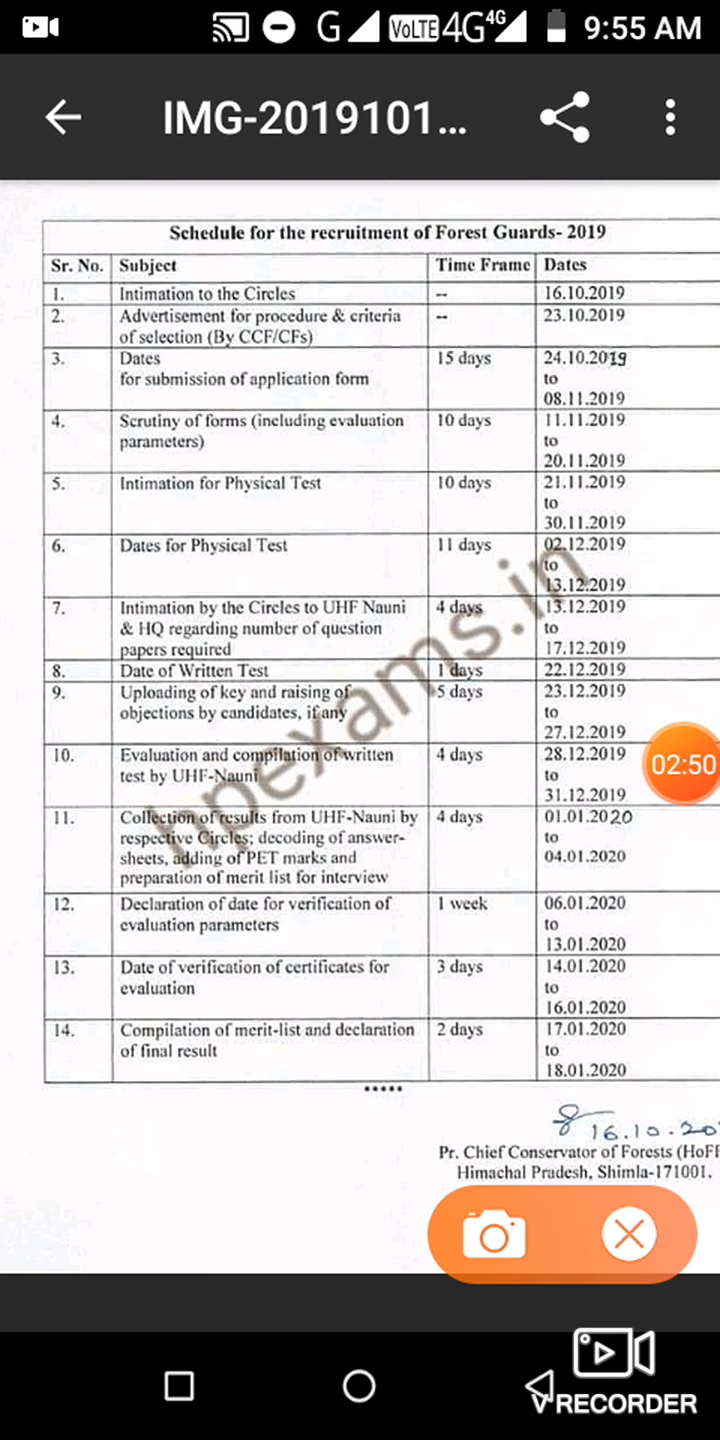 G VoLTE 4G 4G 9:55 AM
IMG-2019101...
Schedule for the recruitment of Forest Guards- 2019
Sr. No. Subject Time Frame Dates
1. Intimation to the Circles -- 16.10.2019
2. Advertisement for procedure & criteria -- 23.10.2019
of selection (By CCF/CFs)
3. Dates 15 days 24.10.2019
for submission of application form to
08.11.2019
4. Scrutiny of forms (including evaluation 10 days 11.11.2019
parameters) to
20.11.2019
5. Intimation for Physical Test 10 days 21.11.2019
to
30.11.2019
6. Dates for Physical Test 11 days 02.12.2019
to
13.12.2019
7. Intimation by the Circles to UHF Nauni 4 days 13.12.2019
& HQ regarding number of question to
papers required 17.12.2019
8. Date of Written Test 1 days 22.12.2019
9. Uploading of key and raising of 5 days 23.12.2019
objections by candidates, if any to
27.12.2019
10. Evaluation and compilation of written 4 days 28.12.2019
test by UHF-Nauni to
31.12.2019
02:50
11. Collection of results from UHF-Nauni by 4 days 01.01.2020
respective Circles; decoding of answer- to
sheets, adding of PET marks and 04.01.2020
preparation of merit list for interview
12. Declaration of date for verification of 1 week 06.01.2020
evaluation parameters to
13.01.2020
13. Date of verification of certificates for 3 days 14.01.2020
evaluation to
16.01.2020
14. Compilation of merit-list and declaration 2 days 17.01.2020
of final result to
18.01.2020
*****
hpexams.in
16.10.20
Pr. Chief Conservator of Forests (HoFF
Himachal Pradesh, Shimla-171001.
V RECORDER